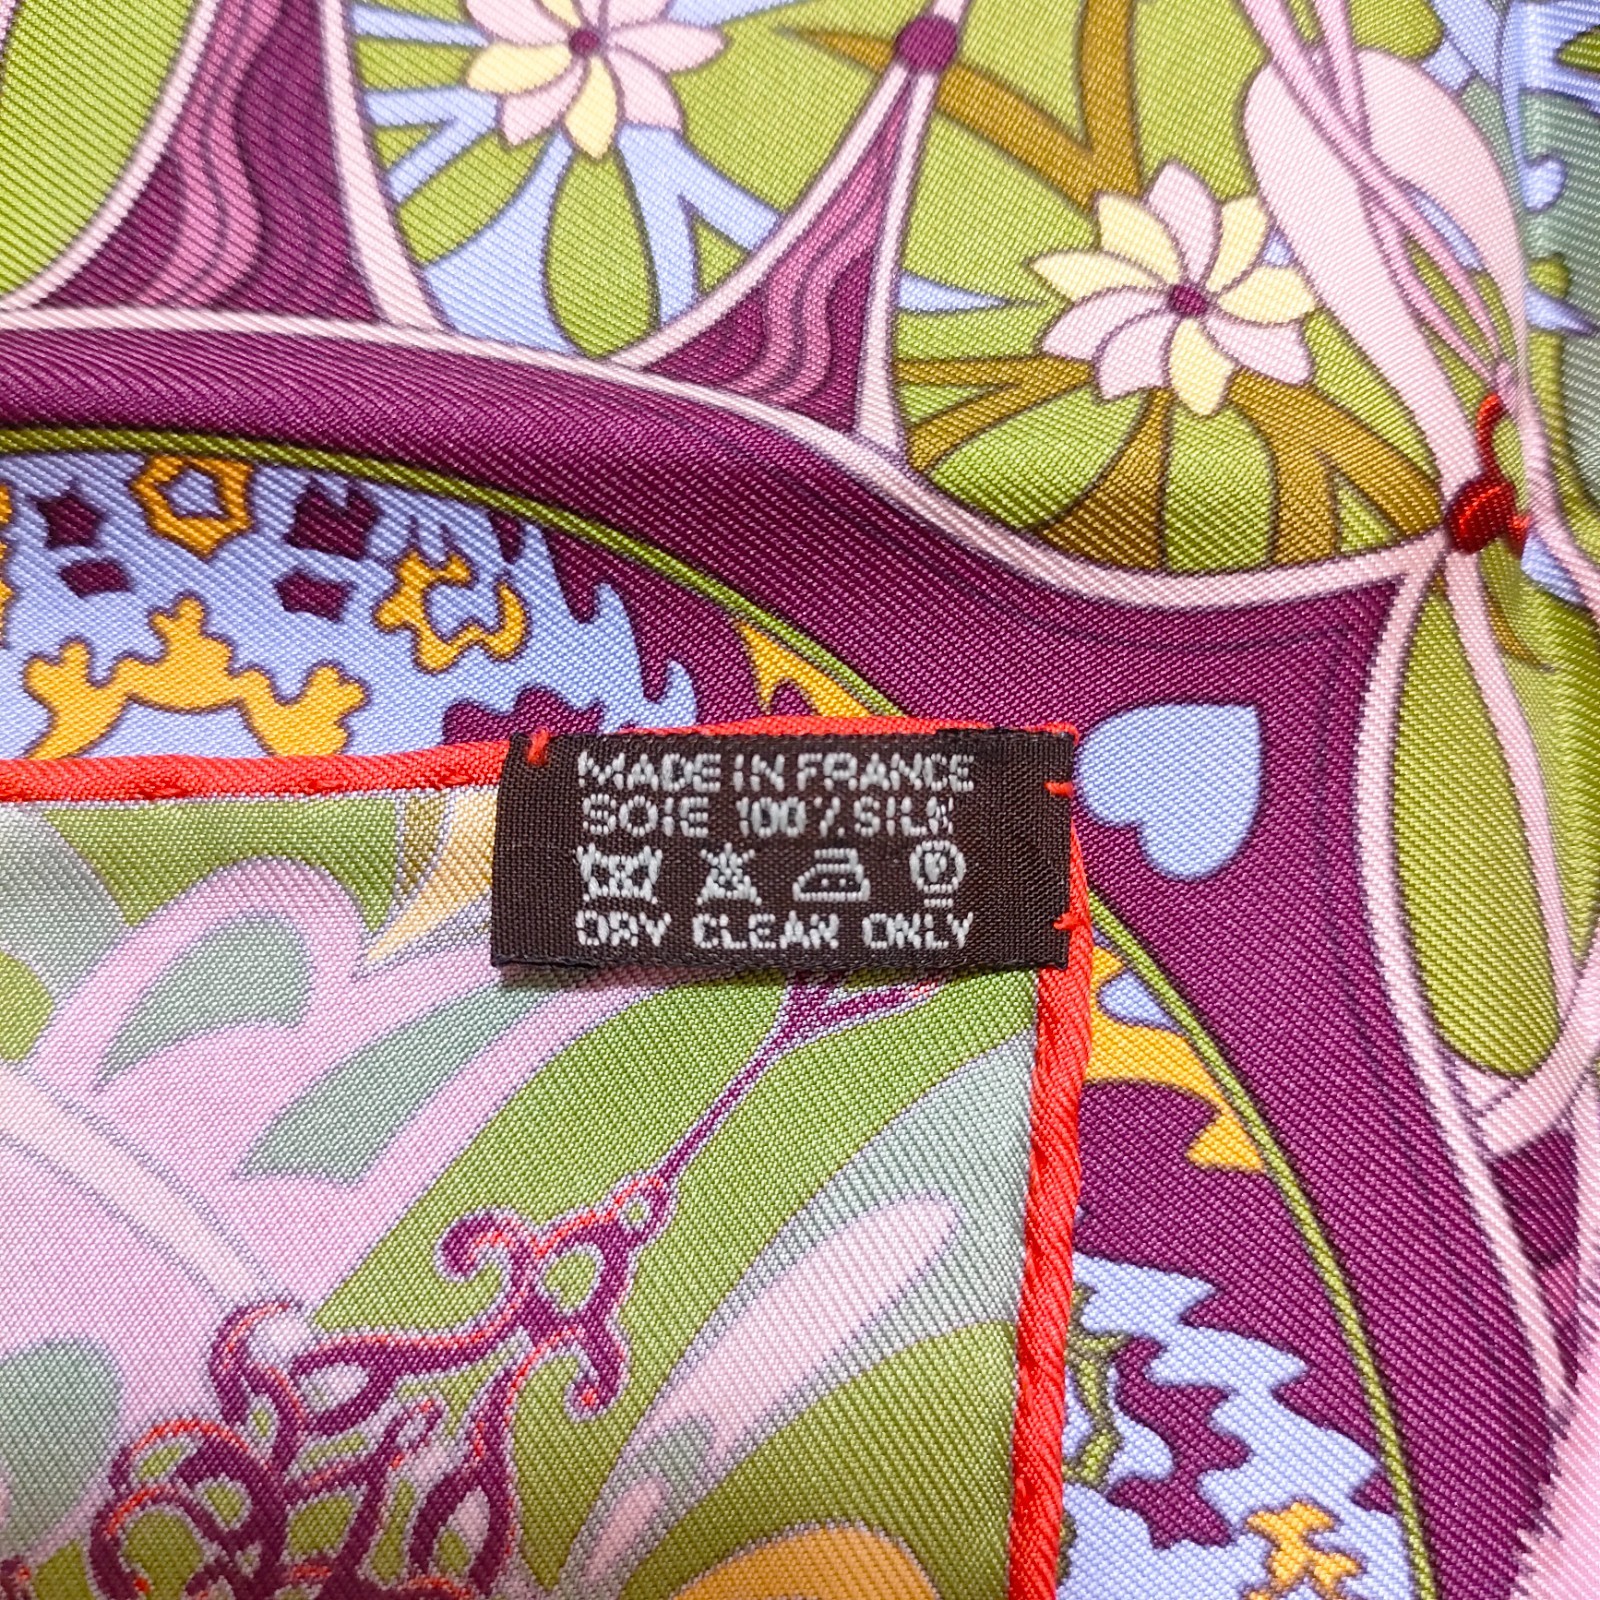 MADE IN FRANCE
SOIE 100% SILK
DRY CLEAN ONLY